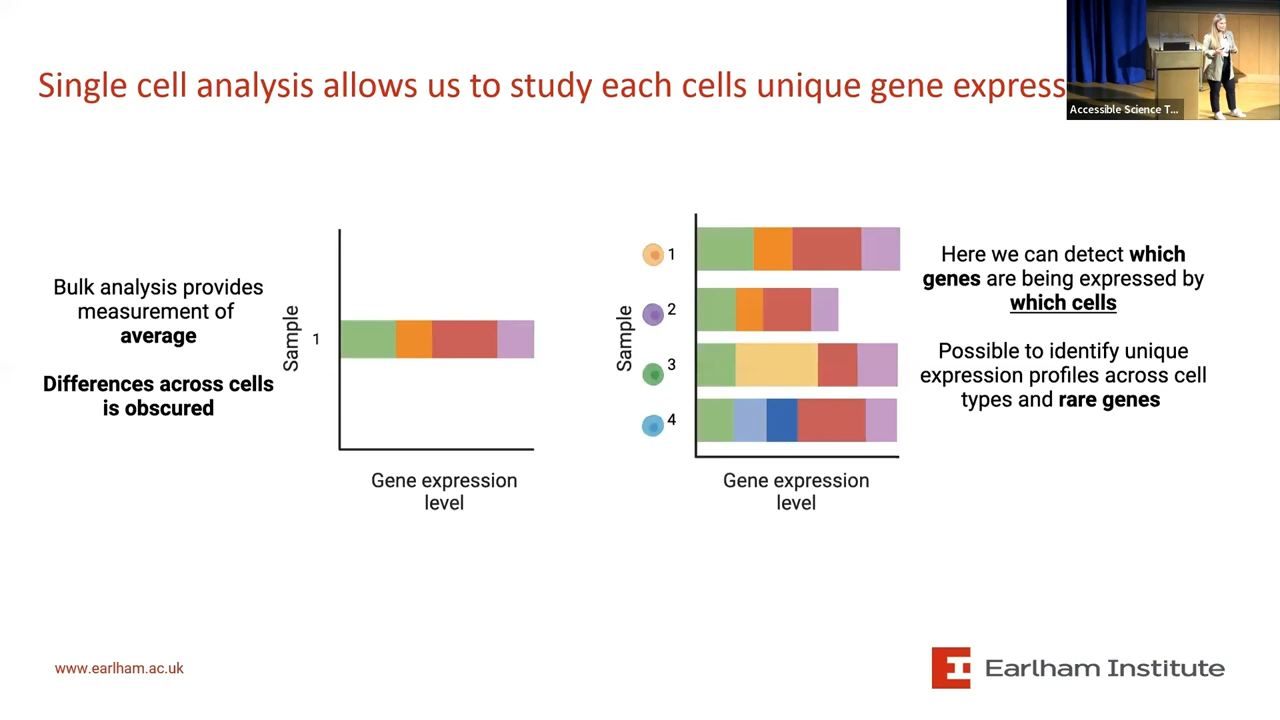 Single cell analysis allows us to study each cells unique gene express
Accessible Science T...
Bulk analysis provides
measurement of
average
Differences across cells
is obscured
Sample
1
Gene expression
level
Sample
1
2
3
4
Gene expression
level
Here we can detect which
genes are being expressed by
which cells
Possible to identify unique
expression profiles across cell
types and rare genes
www.earlham.ac.uk
Earlham Institute